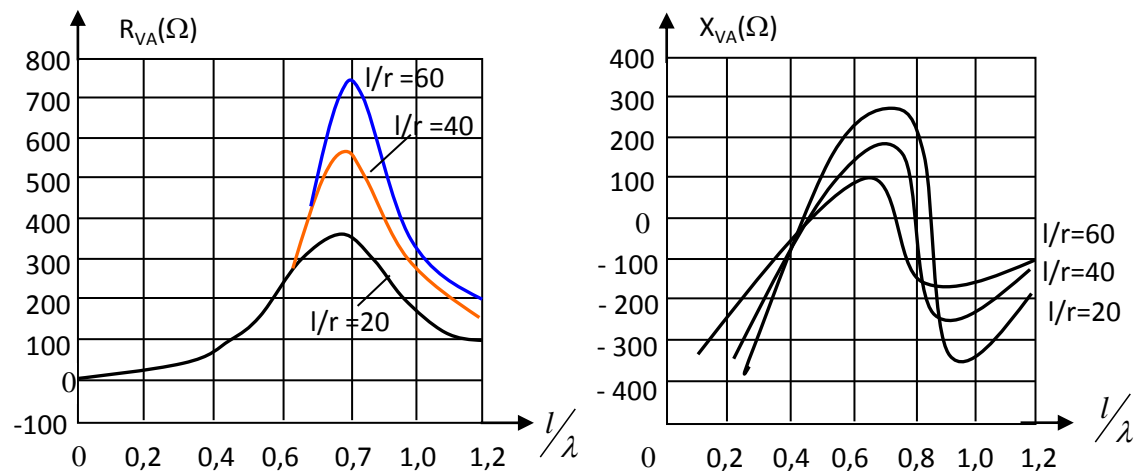 R_VA(Ω)
800
700
600
500
400
300
200
100
0
-100
l/r =60
l/r =40
l/r =20
0 0,2 0,4 0,6 0,7 1,0 1,2
l/λ
X_VA(Ω)
400
300
200
100
0
- 100
- 200
- 300
- 400
l/r=60
l/r=40
l/r=20
0 0,2 0,4 0,6 0,8 1,0 1,2
l/λ